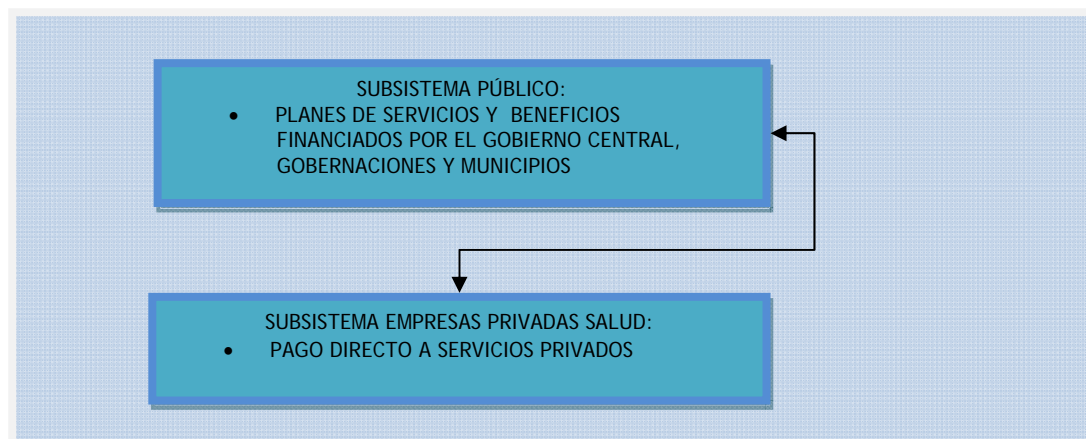 SUBSISTEMA PÚBLICO:
• PLANES DE SERVICIOS Y BENEFICIOS
FINANCIADOS POR EL GOBIERNO CENTRAL,
GOBERNACIONES Y MUNICIPIOS
SUBSISTEMA EMPRESAS PRIVADAS SALUD:
• PAGO DIRECTO A SERVICIOS PRIVADOS